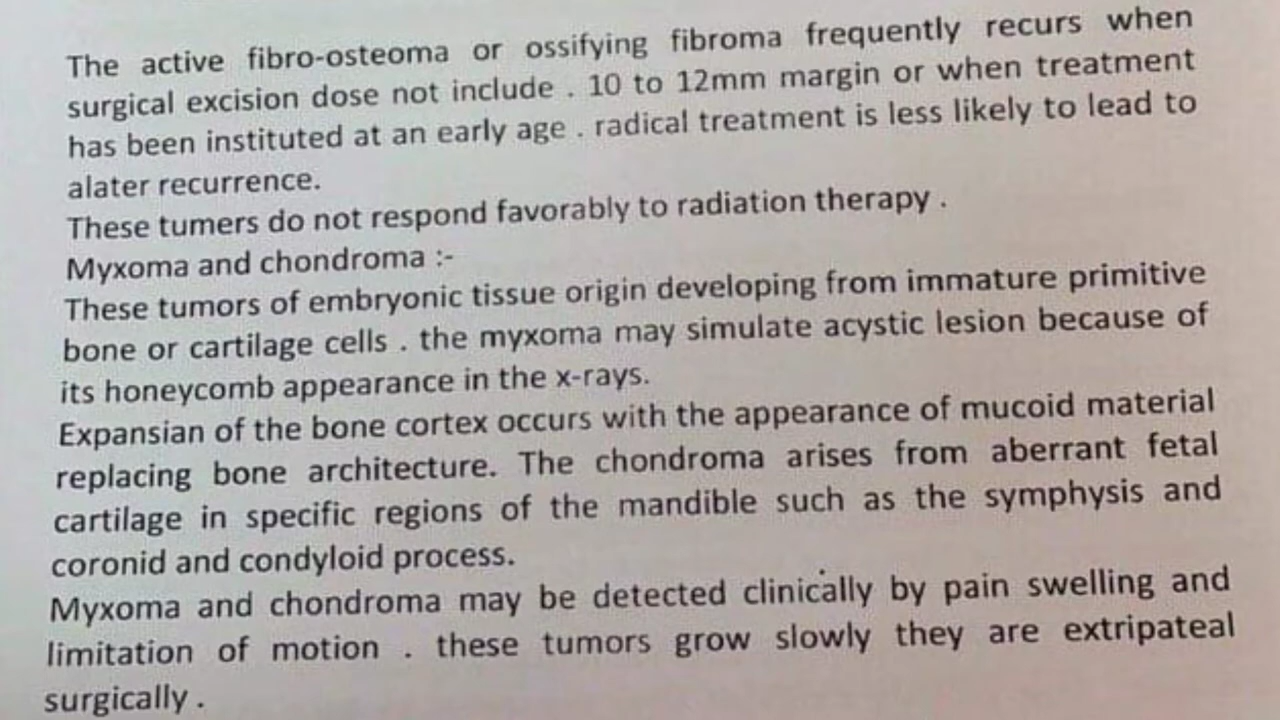 The active fibro-osteoma or ossifying fibroma frequently recurs when
surgical excision dose not include . 10 to 12mm margin or when treatment
has been instituted at an early age . radical treatment is less likely to lead to
alater recurrence.
These tumers do not respond favorably to radiation therapy .
Myxoma and chondroma :-
These tumors of embryonic tissue origin developing from immature primitive
bone or cartilage cells . the myxoma may simulate acystic lesion because of
its honeycomb appearance in the x-rays.
Expansian of the bone cortex occurs with the appearance of mucoid material
replacing bone architecture. The chondroma arises from aberrant fetal
cartilage in specific regions of the mandible such as the symphysis and
coronid and condyloid process.
Myxoma and chondroma may be detected clinically by pain swelling and
limitation of motion . these tumors grow slowly they are extripateal
surgically .